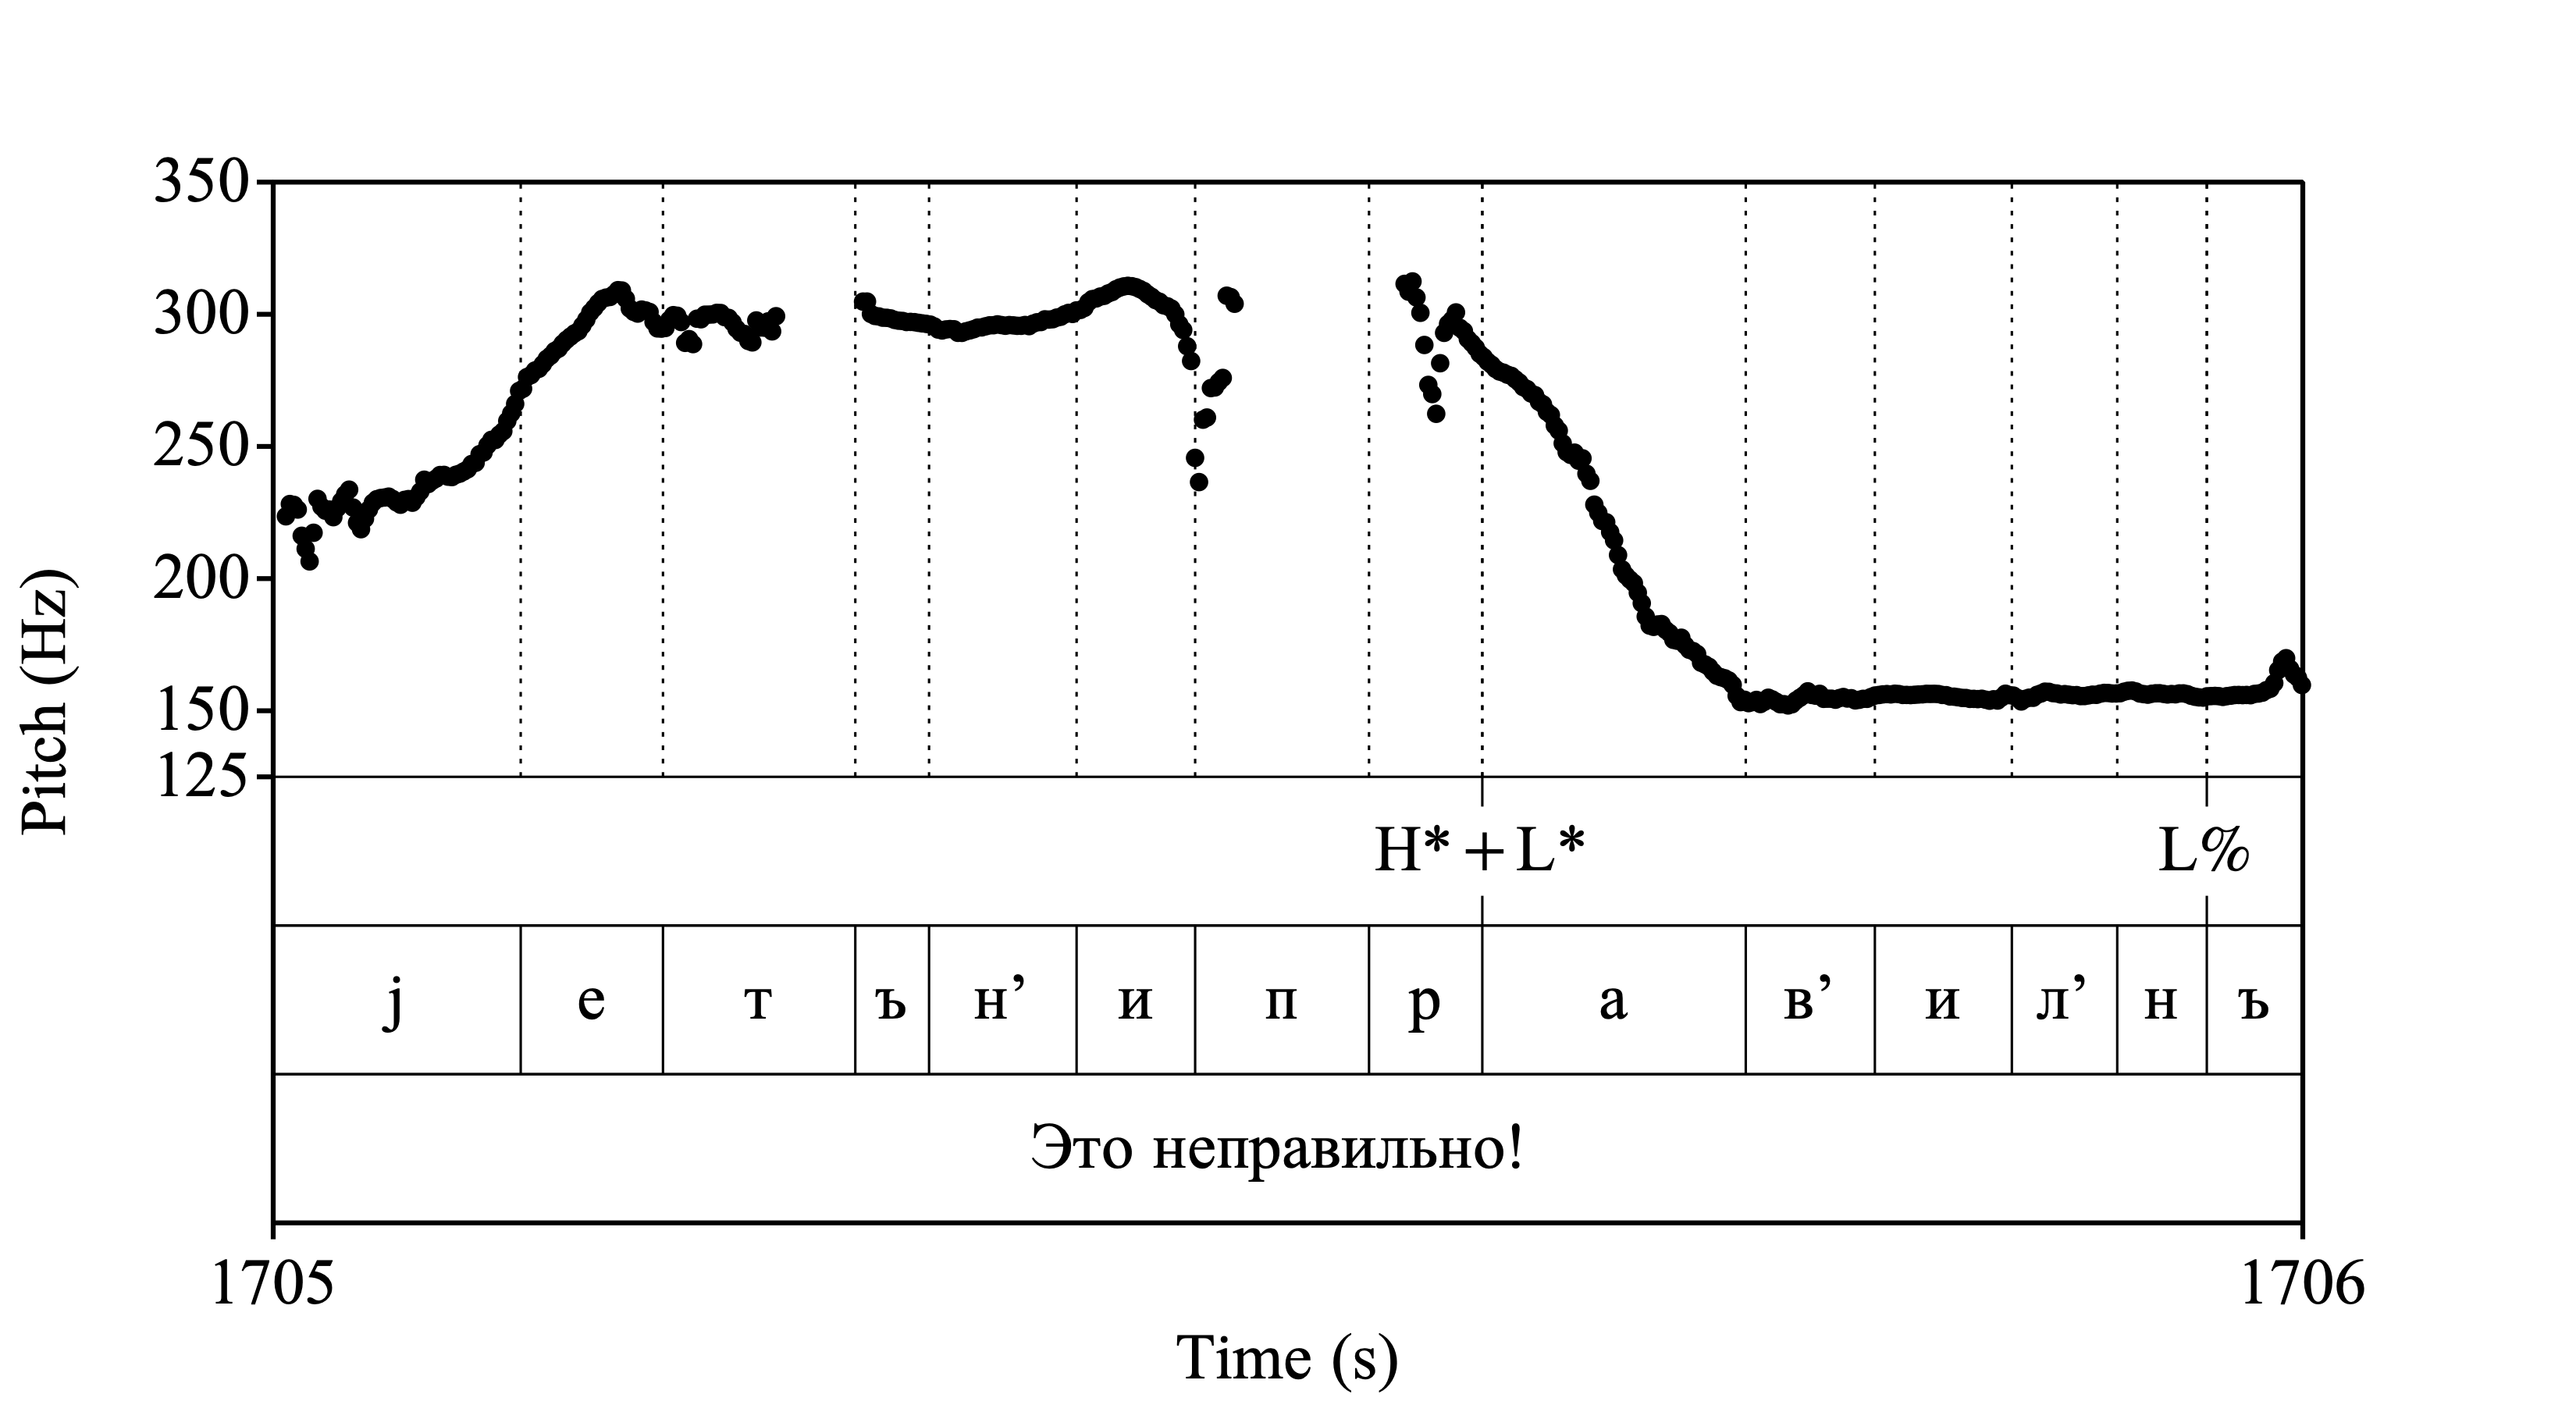 350
300
250
200
150
125
Pitch (Hz)
H*+L* L%
j е т ъ н’ и п р а в’ и л’ н ъ
Это неправильно!
1705 1706
Time (s)